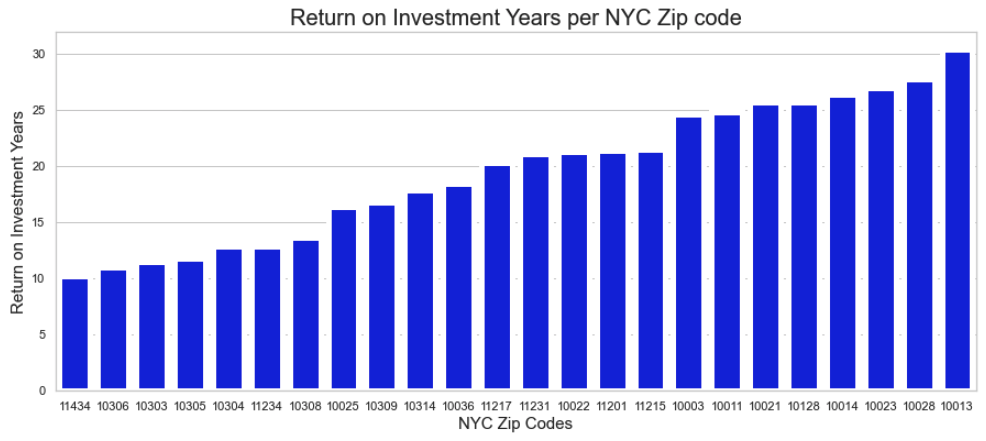 Return on Investment Years per NYC Zip code
Return on Investment Years
30
25
20
15
10
5
0
11434 10306 10303 10305 10304 11234 10308 10025 10309 10314 10036 11217 11231 10022 11201 11215 10003 10011 10021 10128 10014 10023 10028 10013
NYC Zip Codes